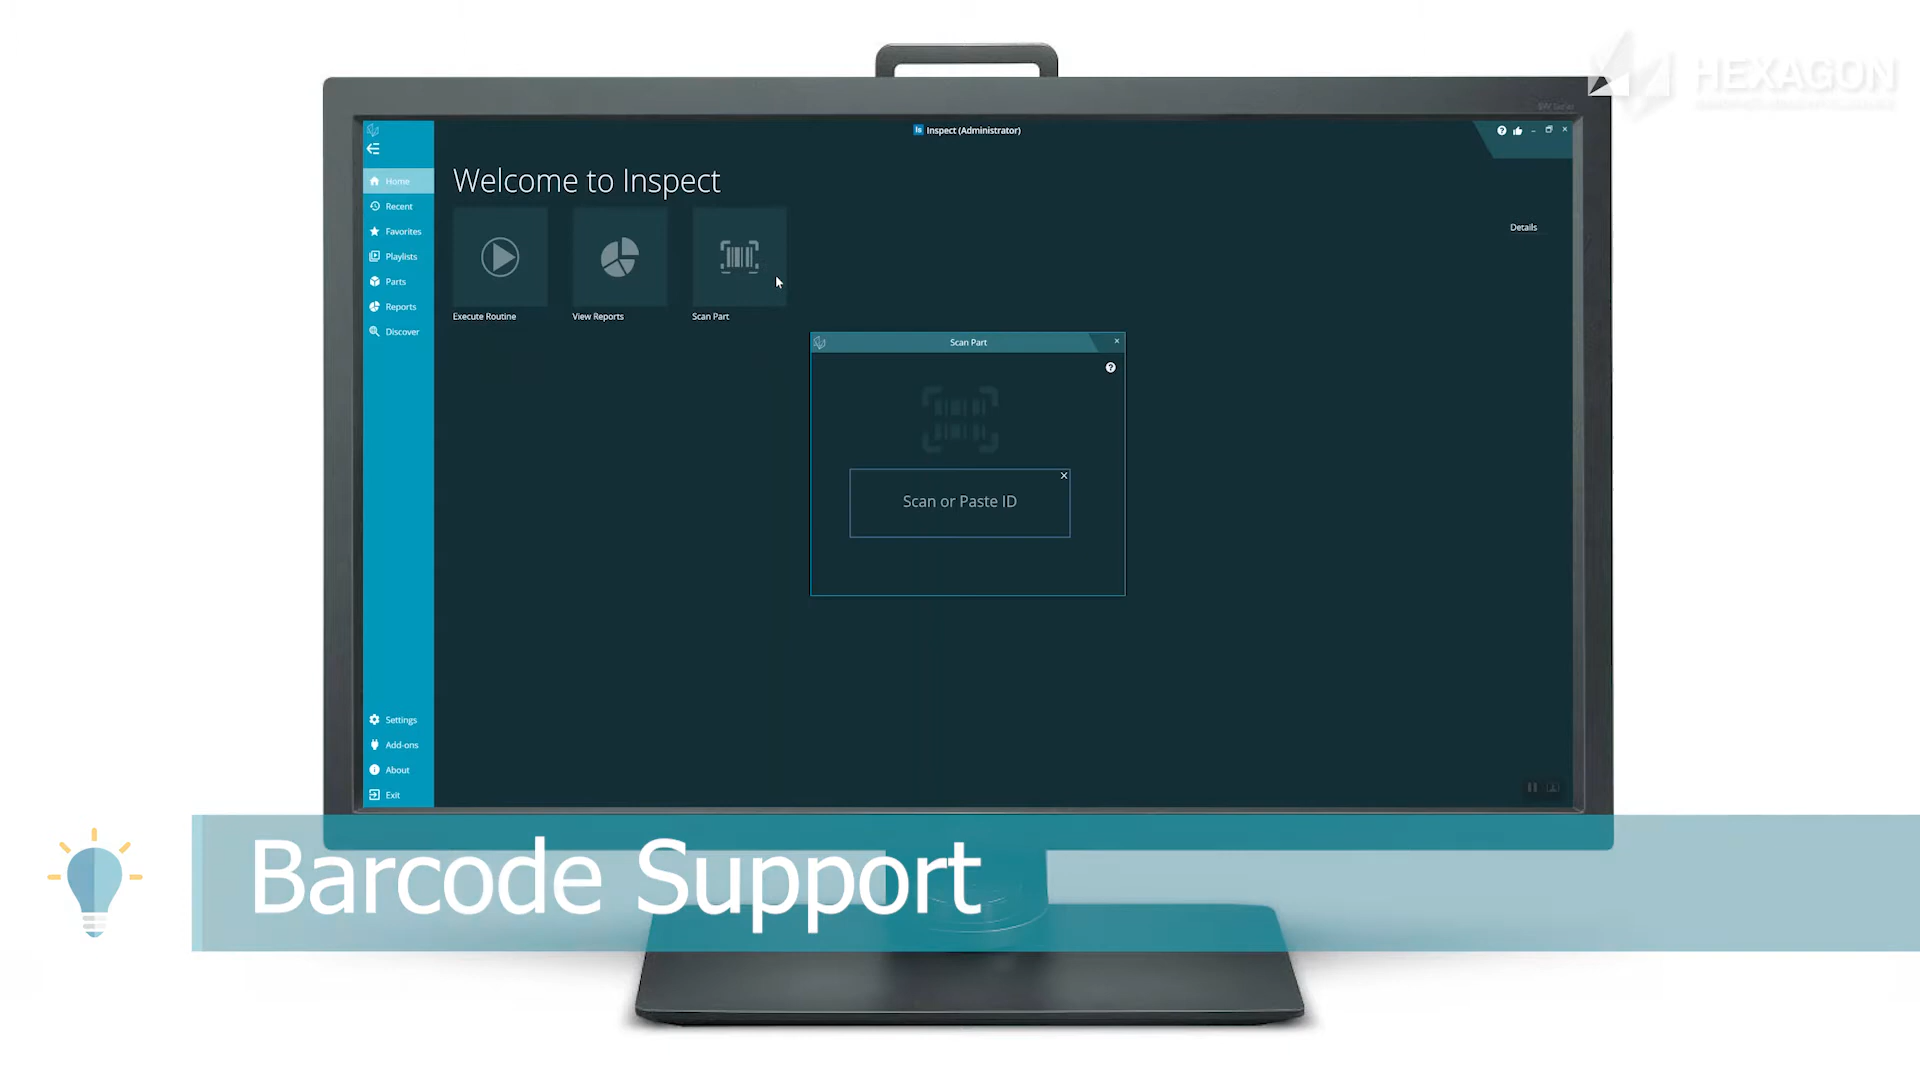 HEXAGON
Inspect (Administrator)
Home
Recent
Favorites
Playlists
Parts
Reports
Discover
Settings
Add-ons
About
Exit
Welcome to Inspect
Execute Routine
View Reports
Scan Part
Details
Scan Part
Scan or Paste ID
Barcode Support